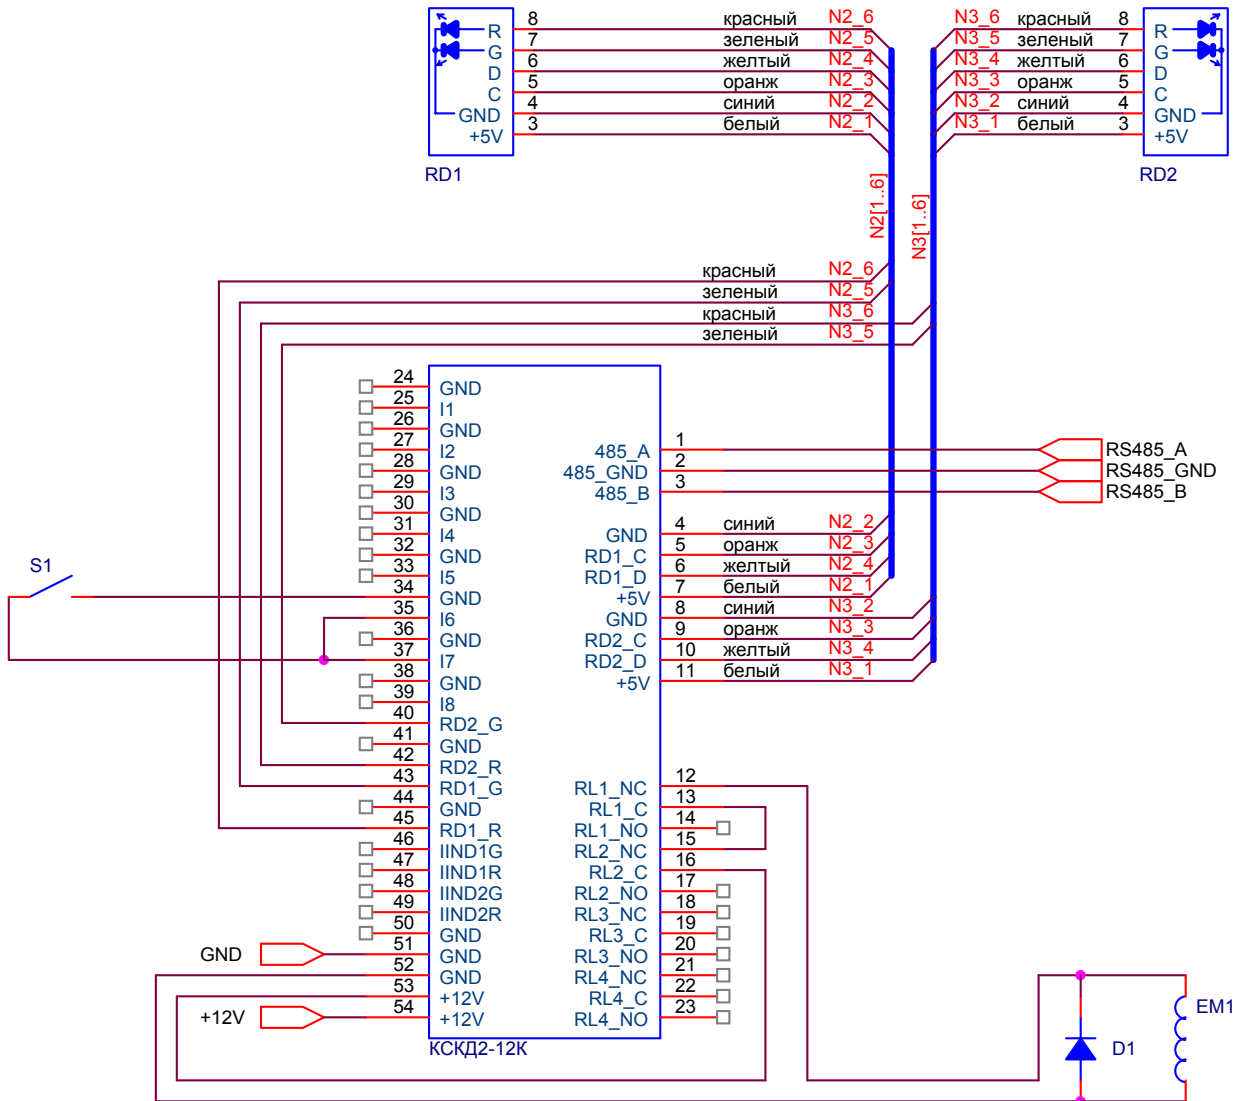 8 красный N2_6 N3_6 красный 8
R R
7 зеленый N2_5 N3_5 зеленый 7
G G
6 желтый N2_4 N3_4 желтый 6
D D
5 оранж N2_3 N3_3 оранж 5
C C
4 синий N2_2 N3_2 синий 4
GND GND
3 белый N2_1 N3_1 белый 3
+5V +5V
RD1 RD2
N2[1..6]
N3[1..6]
красный N2_6
зеленый N2_5
красный N3_6
зеленый N3_5
24 GND
25 I1
26 GND
27 I2
28 GND
29 I3
30 GND
31 I4
32 GND
33 I5
34 GND
35 I6
36 GND
37 I7
38 GND
39 I8
40 RD2_G
41 GND
42 RD2_R
43 RD1_G
44 GND
45 RD1_R
46 IIND1G
47 IIND1R
48 IIND2G
49 IIND2R
50 GND
51 GND
52 GND
53 +12V
54 +12V
S1
GND
+12V
485_A 1 RS485_A
485_GND 2 RS485_GND
485_B 3 RS485_B
GND 4 синий N2_2
RD1_C 5 оранж N2_3
RD1_D 6 желтый N2_4
+5V 7 белый N2_1
GND 8 синий N3_2
RD2_C 9 оранж N3_3
RD2_D 10 желтый N3_4
+5V 11 белый N3_1
RL1_NC 12
RL1_C 13
RL1_NO 14
RL2_NC 15
RL2_C 16
RL2_NO 17
RL3_NC 18
RL3_C 19
RL3_NO 20
RL4_NC 21
RL4_C 22
RL4_NO 23
КСКД2-12К
D1
EM1